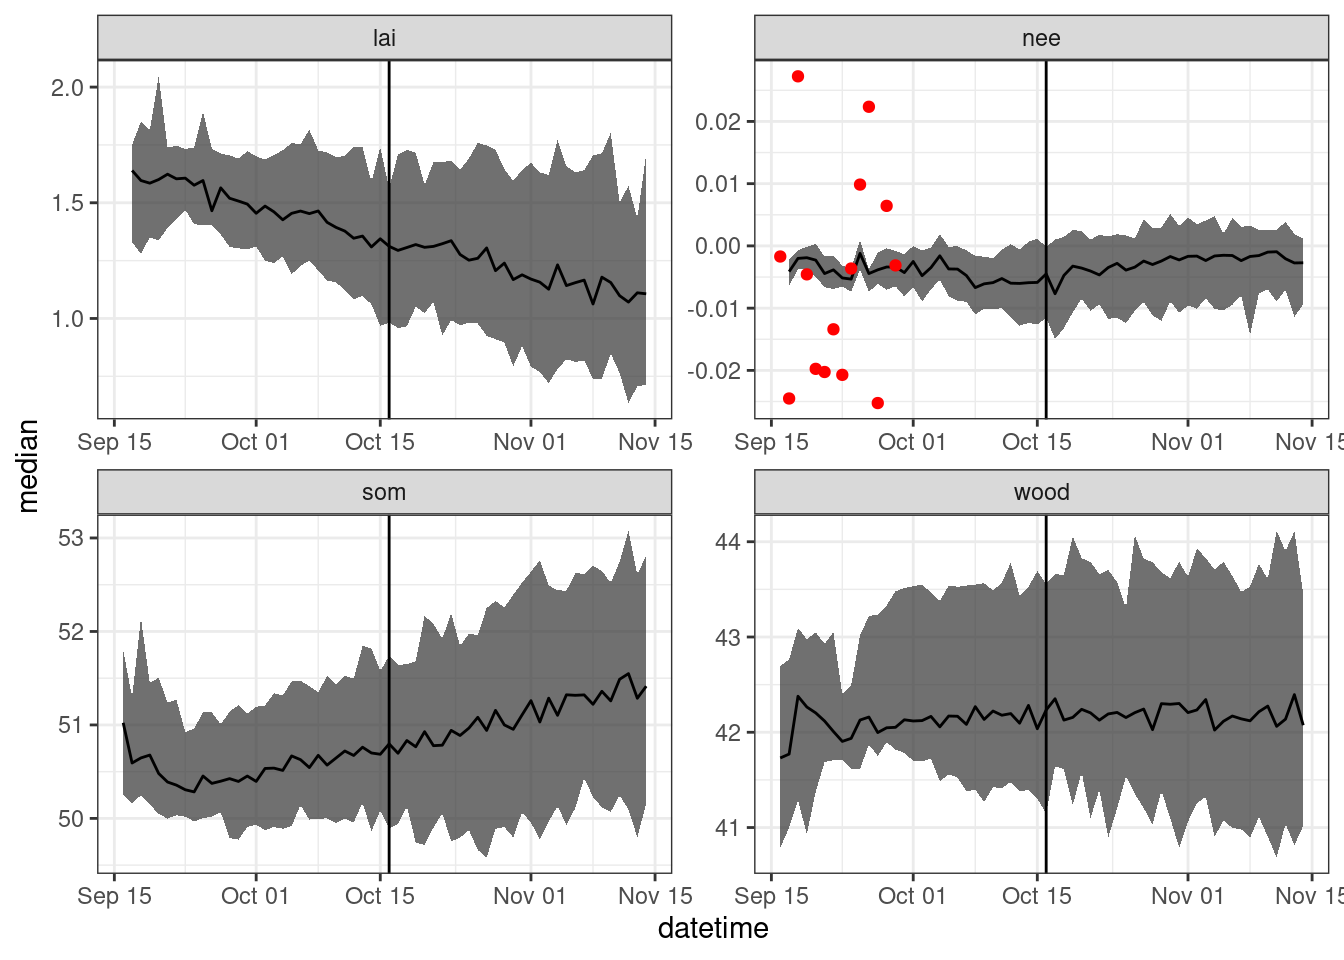 lai
nee
2.0
1.5
1.0
0.02
0.01
0.00
-0.01
-0.02
Sep 15 Oct 01 Oct 15 Nov 01 Nov 15
Sep 15 Oct 01 Oct 15 Nov 01 Nov 15
median
som
wood
53
52
51
50
44
43
42
41
Sep 15 Oct 01 Oct 15 Nov 01 Nov 15
Sep 15 Oct 01 Oct 15 Nov 01 Nov 15
datetime